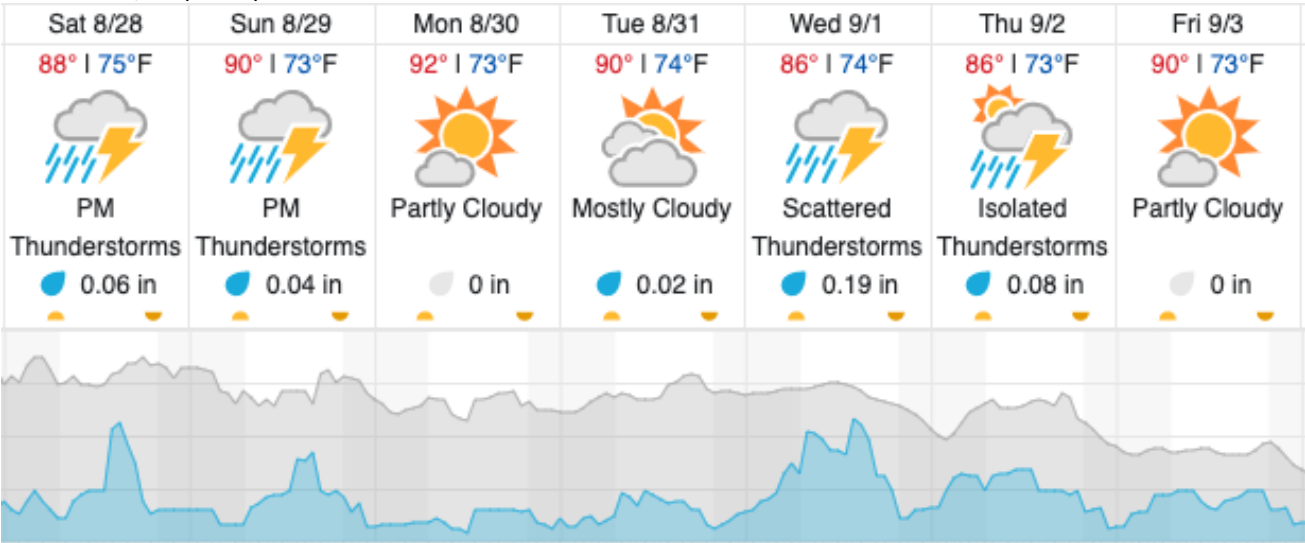 Sat 8/28 Sun 8/29 Mon 8/30 Tue 8/31 Wed 9/1 Thu 9/2 Fri 9/3
88° | 75°F 90° | 73°F 92° | 73°F 90° | 74°F 86° | 74°F 86° | 73°F 90° | 73°F
PM PM Partly Cloudy Mostly Cloudy Scattered Isolated Partly Cloudy
Thunderstorms Thunderstorms Thunderstorms Thunderstorms
0.06 in 0.04 in 0 in 0.02 in 0.19 in 0.08 in 0 in